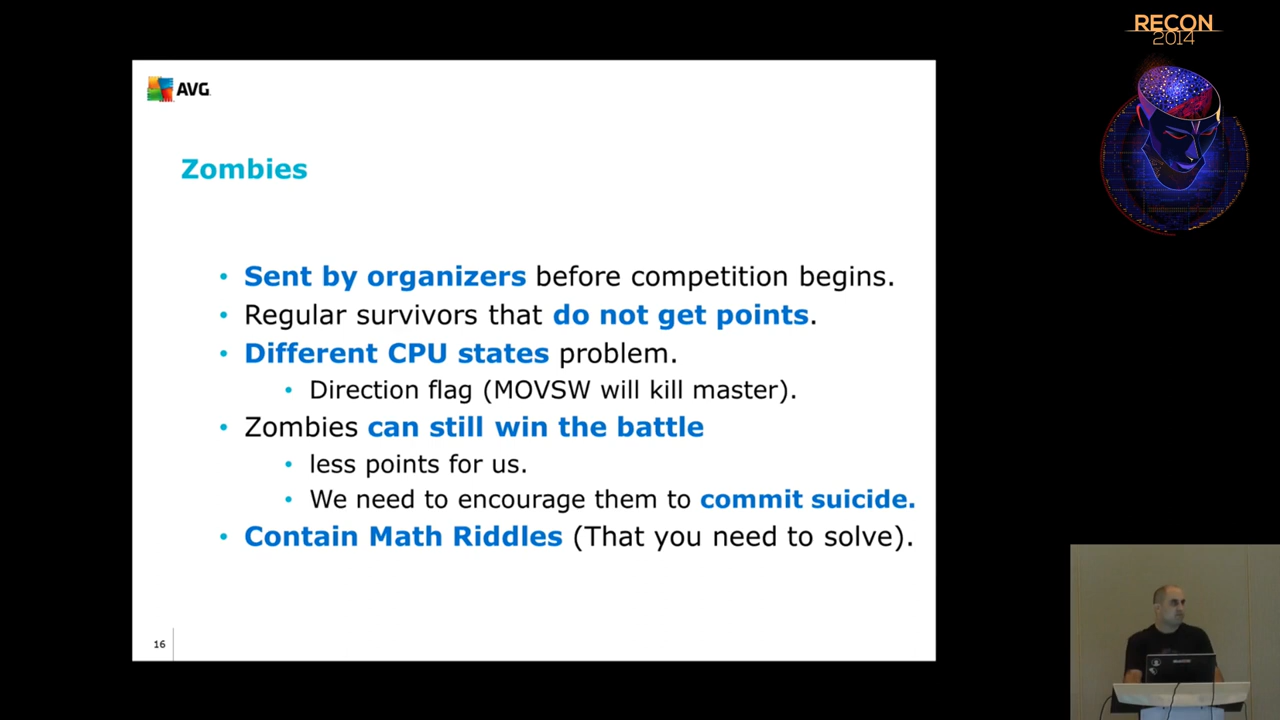 RECON
2014
AVG
Zombies
• Sent by organizers before competition begins.
• Regular survivors that do not get points.
• Different CPU states problem.
• Direction flag (MOVSW will kill master).
• Zombies can still win the battle
• less points for us.
• We need to encourage them to commit suicide.
• Contain Math Riddles (That you need to solve).
16